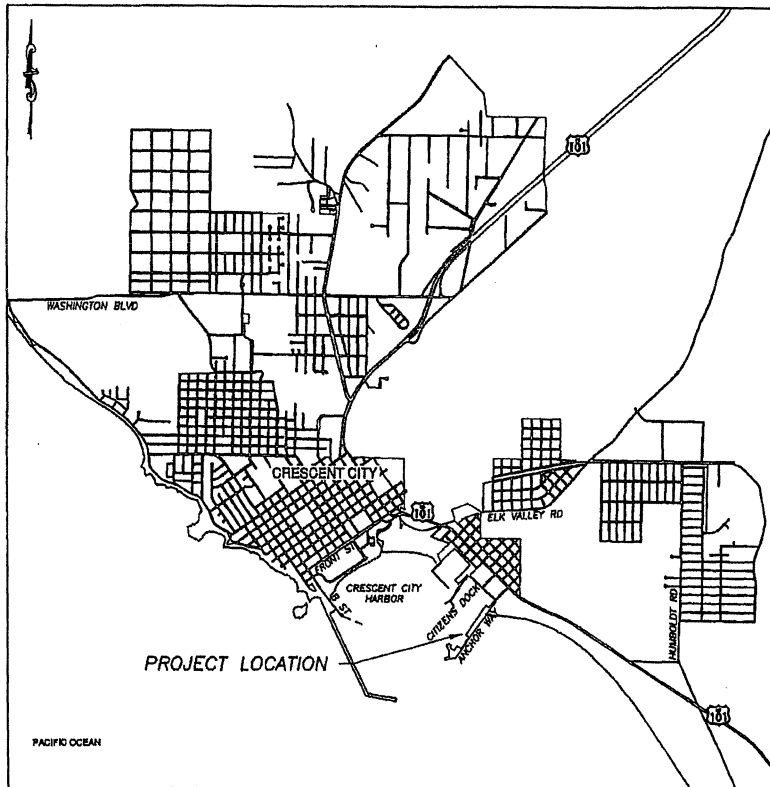 101
WASHINGTON BLVD
CRESCENT CITY
101
ELK VALLEY RD
FRONT ST
B ST
CRESCENT CITY
HARBOR
CITIZENS DOCK
ANCHOR WAY
HUMBOLDT RD
PROJECT LOCATION
101
PACIFIC OCEAN